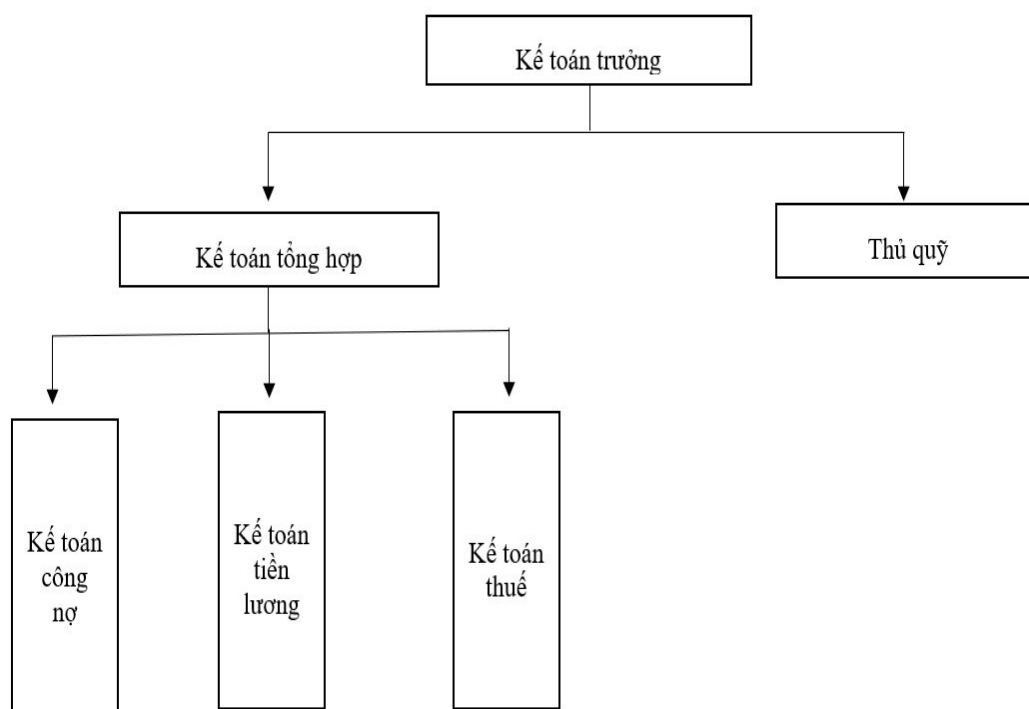 Kế toán trưởng
Kế toán tổng hợp
Thủ quỹ
Kế toán
công
nợ
Kế toán
tiền
lương
Kế toán
thuế